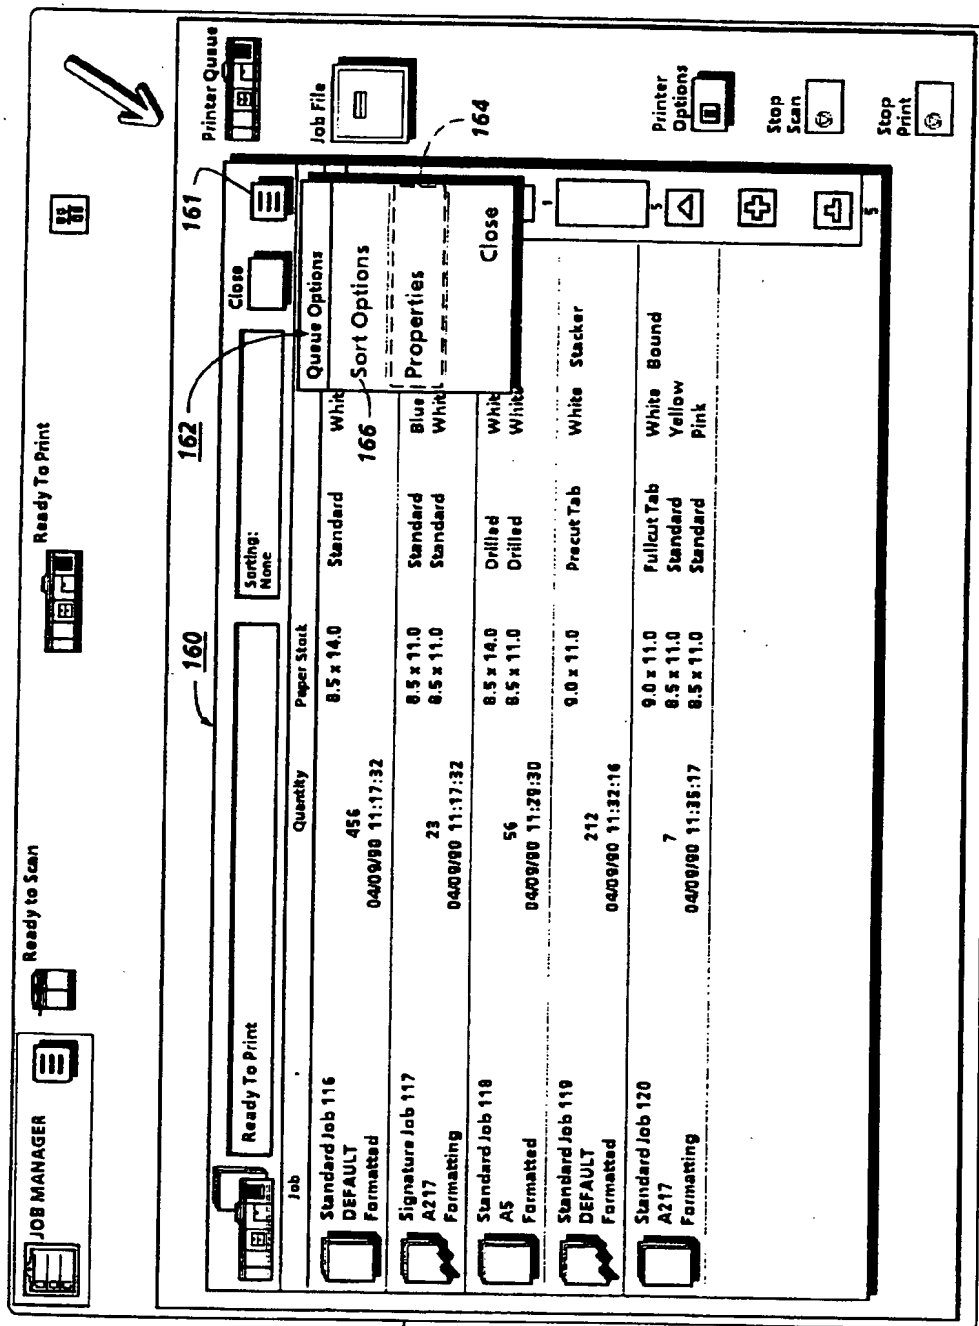 JOB MANAGER
Ready to Scan
Ready To Print
Printer Queue
160
162
161
Ready To Print
Sorting:
None
Close
Job File
Job Quantity Paper Stock
Queue Options
Sort Options
Properties
Close
166
164
Standard Job 116 456 8.5 x 14.0 Standard Whit
DEFAULT
Formatted 04/09/90 11:17:32
Signature Job 117 23 8.5 x 11.0 Standard Blue
A217 8.5 x 11.0 Standard Whit
Formatting 04/09/90 11:17:32
Standard Job 118 56 8.5 x 14.0 Drilled Whit
A5 8.5 x 11.0 Drilled Whit
Formatted 04/09/90 11:29:30
Standard Job 119 212 9.0 x 11.0 Precut Tab White Stacker
DEFAULT
Formatted 04/09/90 11:32:16
Standard Job 120 7 9.0 x 11.0 Fullcut Tab White Bound
A217 8.5 x 11.0 Standard Yellow
Formatting 04/09/90 11:35:17 8.5 x 11.0 Standard Pink
1
5
5
Printer
Options
Stop
Scan
Stop
Print